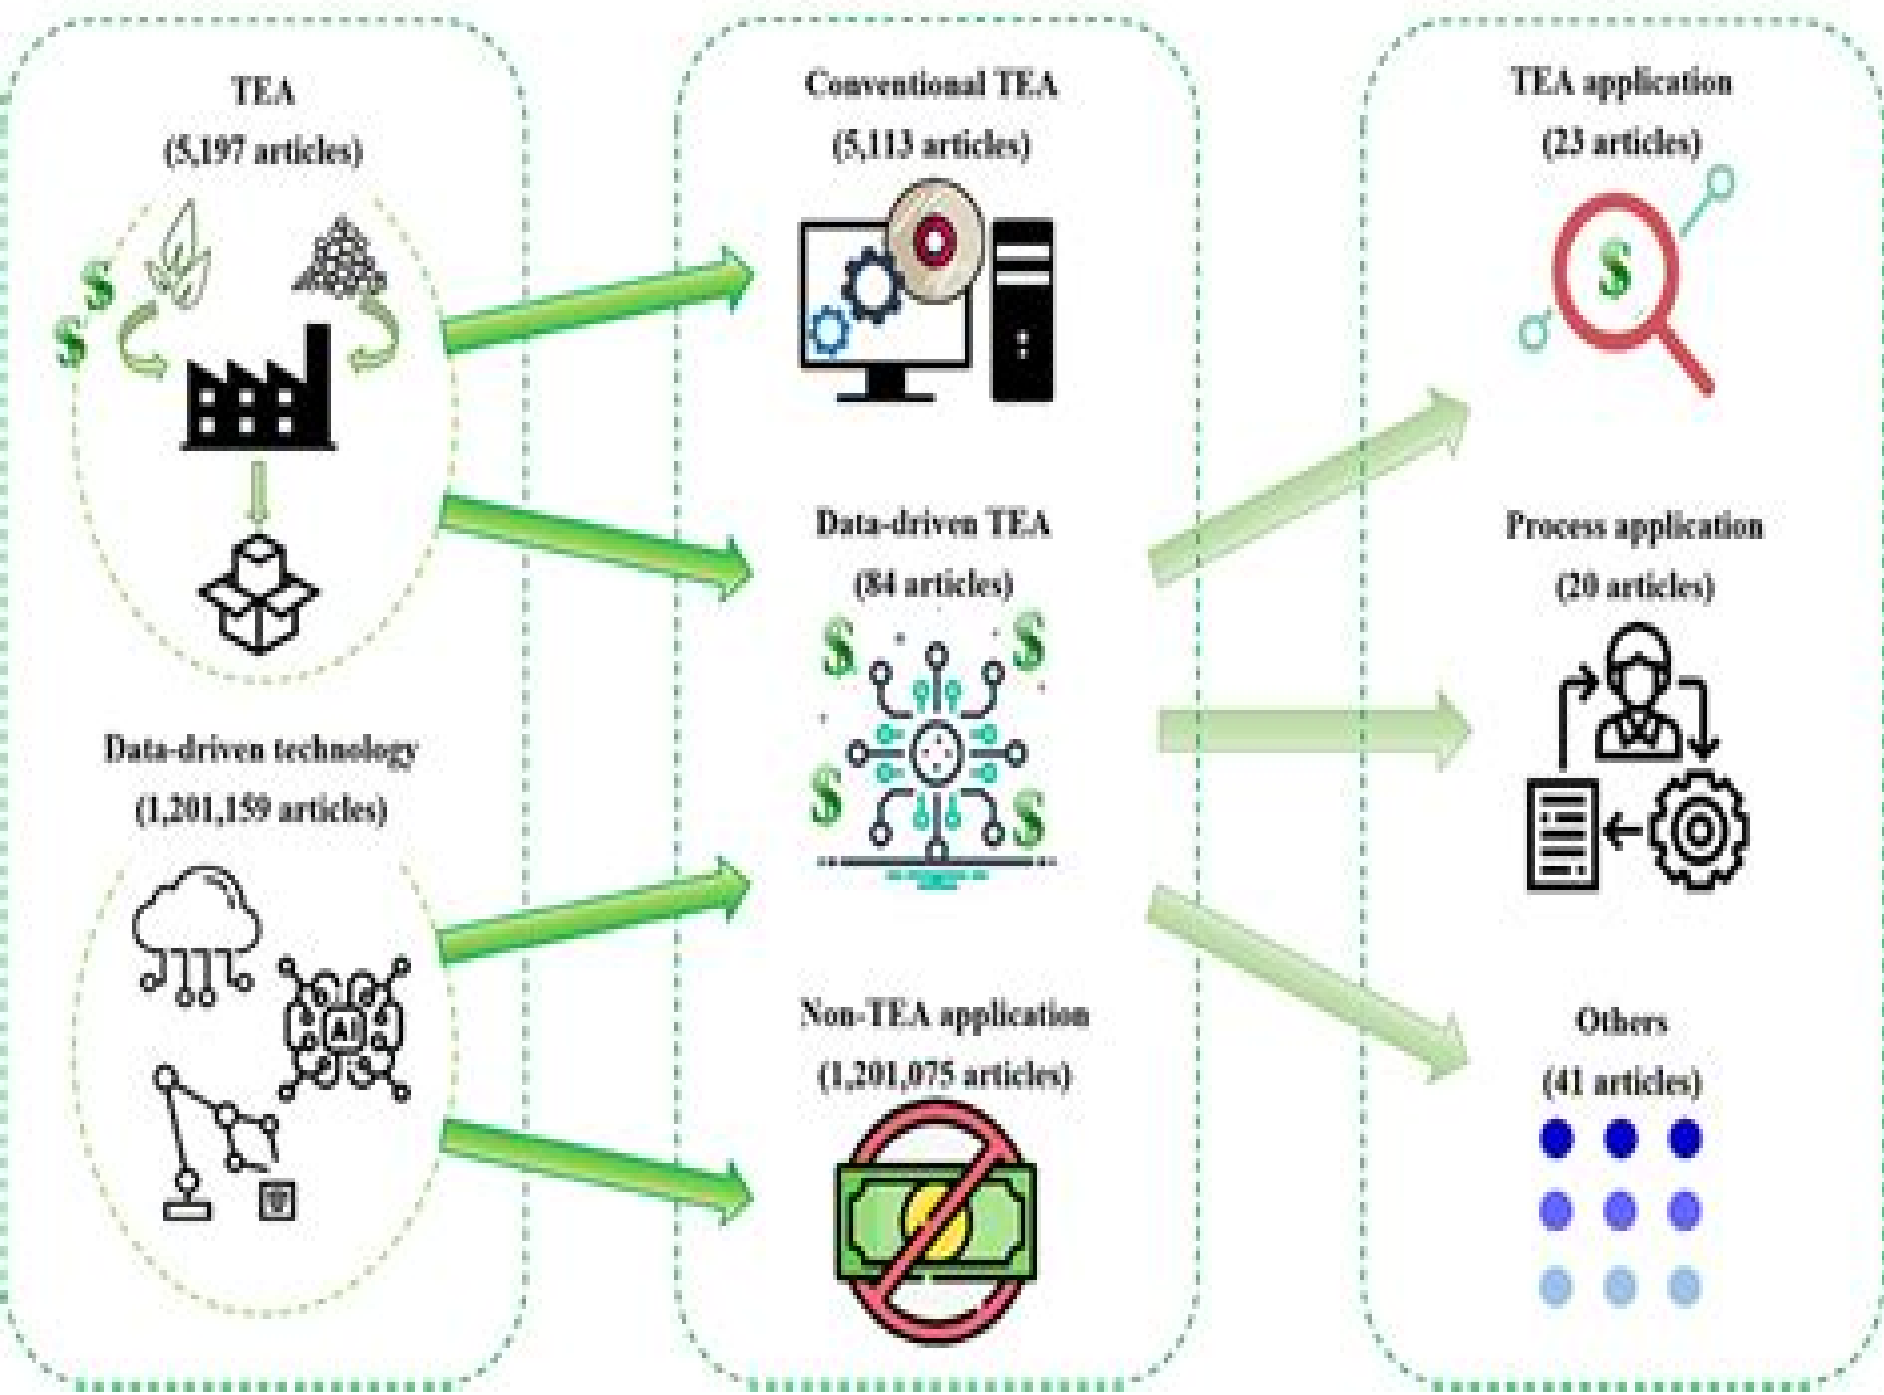 TEA
(5,197 articles)
Data-driven technology
(1,201,159 articles)
AI
Conventional TEA
(5,113 articles)
Data-driven TEA
(84 articles)
Non-TEA application
(1,201,075 articles)
TEA application
(23 articles)
Process application
(20 articles)
Others
(41 articles)